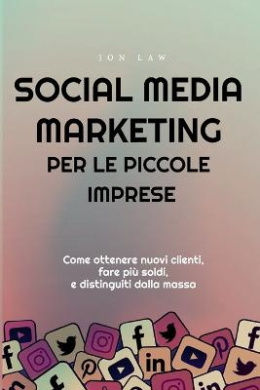 JON LAW
SOCIAL MEDIA
MARKETING
PER LE PICCOLE
IMPRESE
Come ottenere nuovi clienti,
fare più soldi,
e distinguiti dalla massa